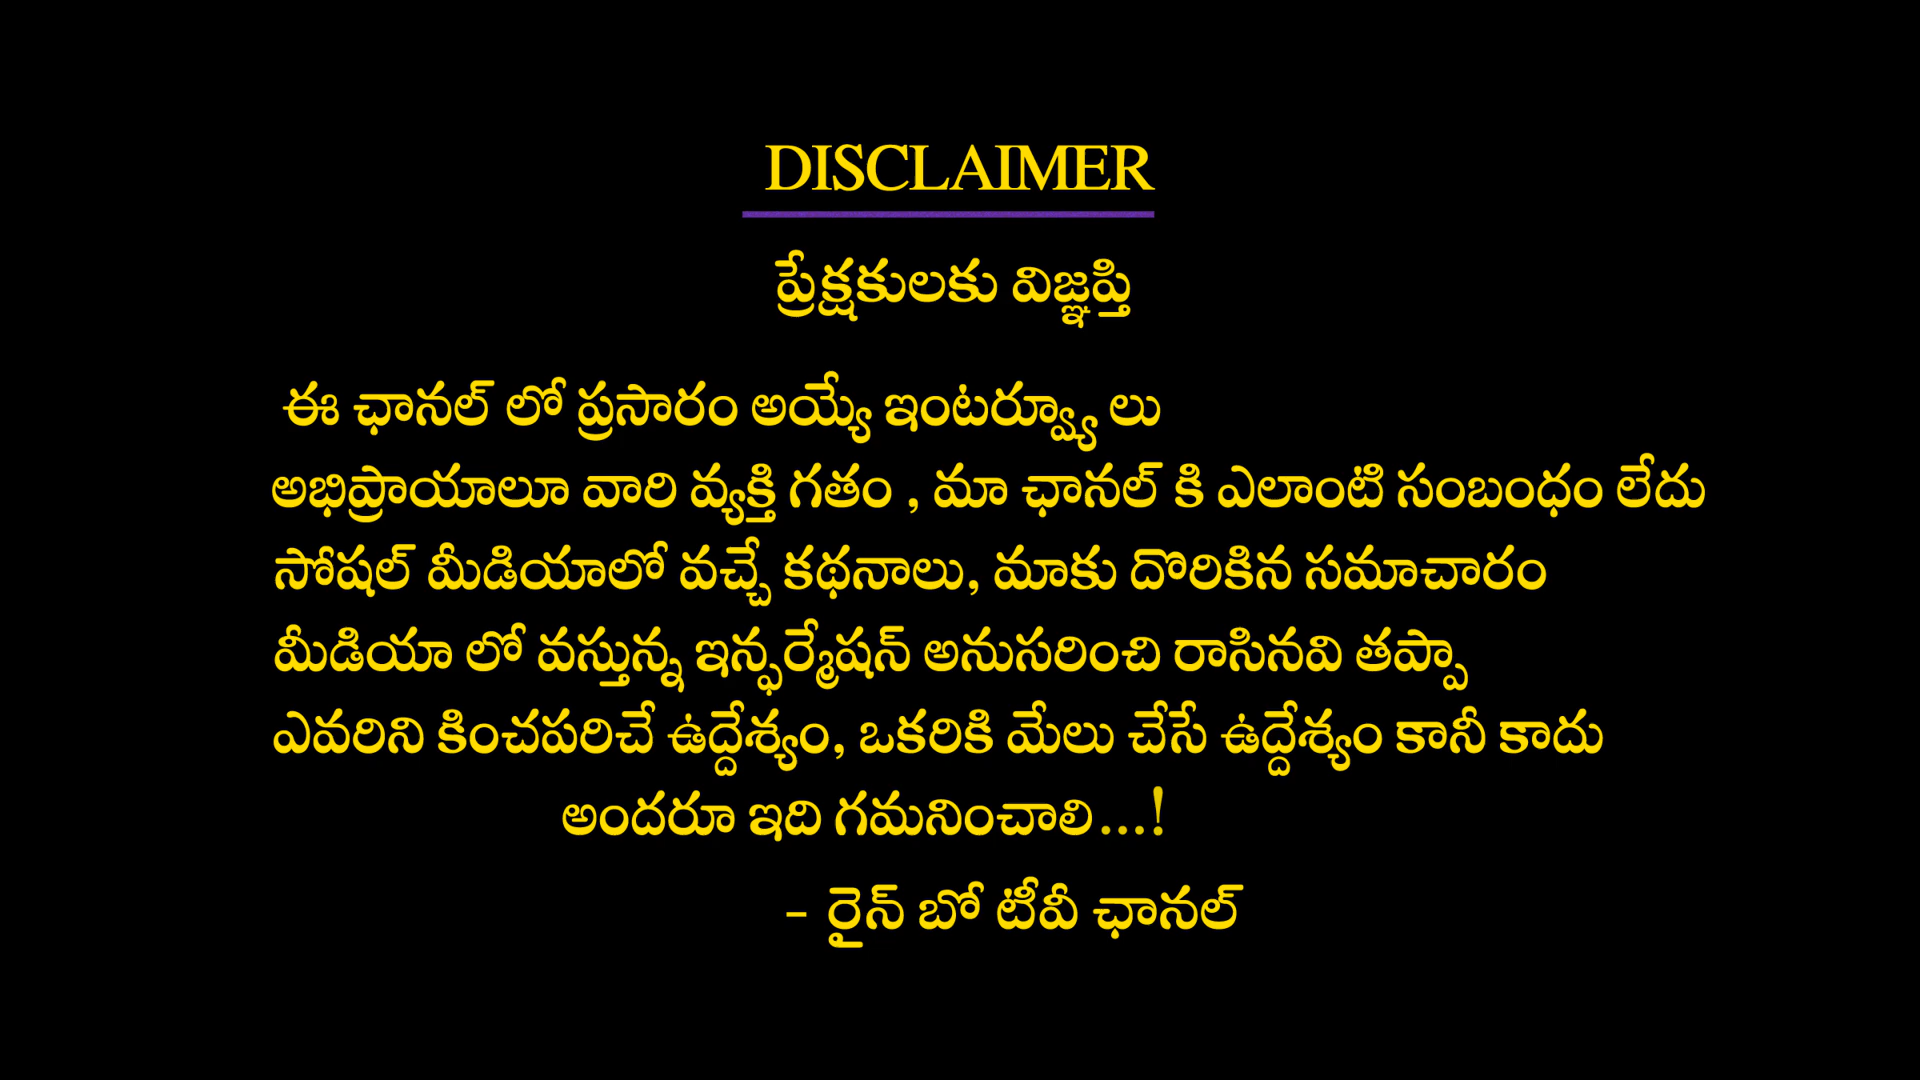 DISCLAIMER
ప్రేక్షకులకు విజ్ఞప్తి
ఈ ఛానల్ లో ప్రసారం అయ్యే ఇంటర్వ్యూ లు
అభిప్రాయాలూ వారి వ్యక్తి గతం , మా ఛానల్ కి ఎలాంటి సంబంధం లేదు
సోషల్ మీడియాలో వచ్చే కథనాలు, మాకు దొరికిన సమాచారం
మీడియా లో వస్తున్న ఇన్ఫర్మేషన్ అనుసరించి రాసినవి తప్పా
ఎవరిని కించపరిచే ఉద్దేశ్యం, ఒకరికి మేలు చేసే ఉద్దేశ్యం కానీ కాదు
అందరూ ఇది గమనించాలి...!
- రైన్ బో టీవీ ఛానల్